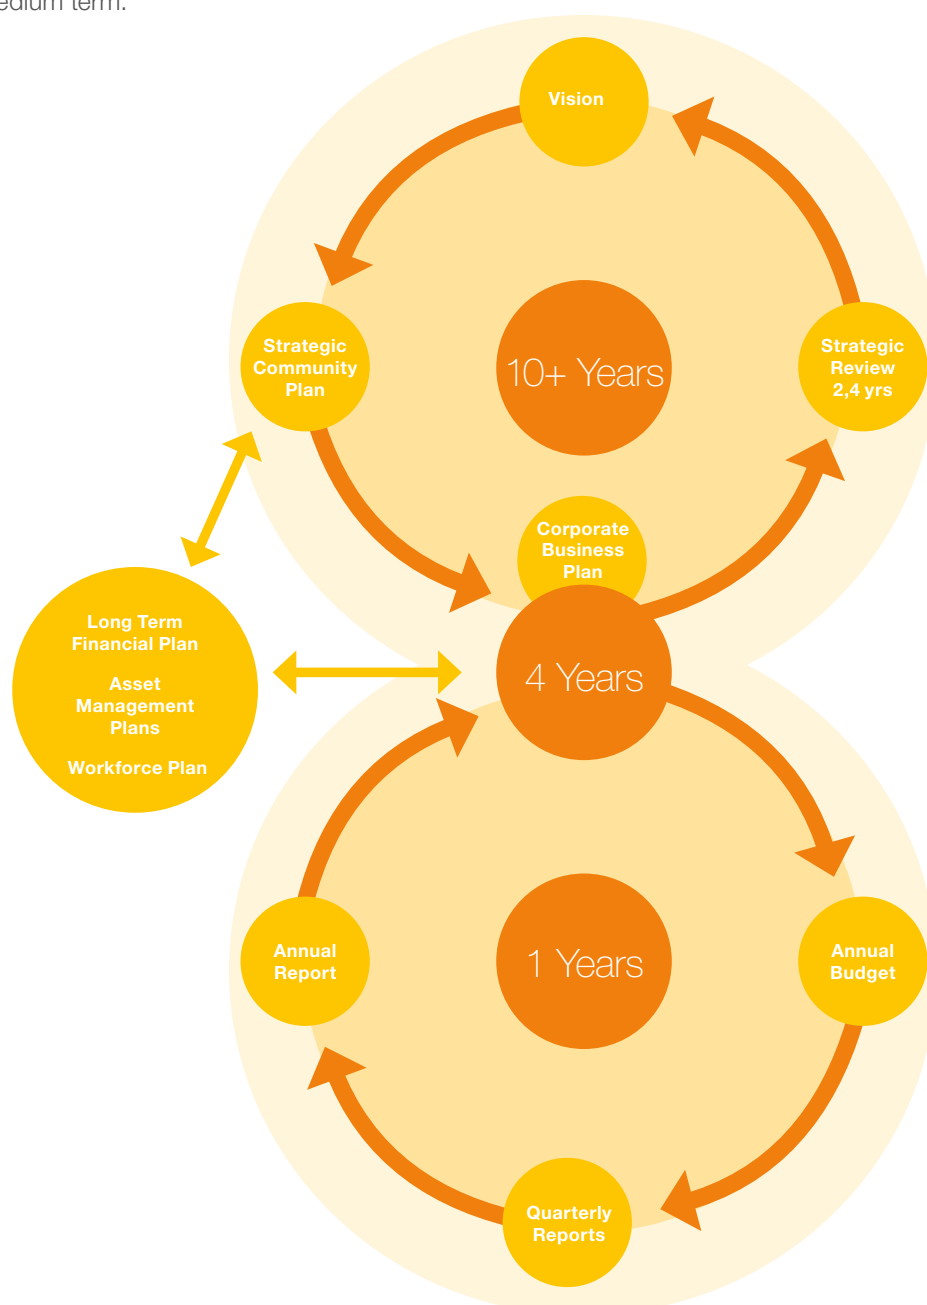 edium term.
Vision
Strategic
Community
Plan
10+ Years
Strategic
Review
2,4 yrs
Corporate
Business
Plan
Long Term
Financial Plan
Asset
Management
Plans
Workforce Plan
4 Years
Annual
Report
1 Years
Annual
Budget
Quarterly
Reports